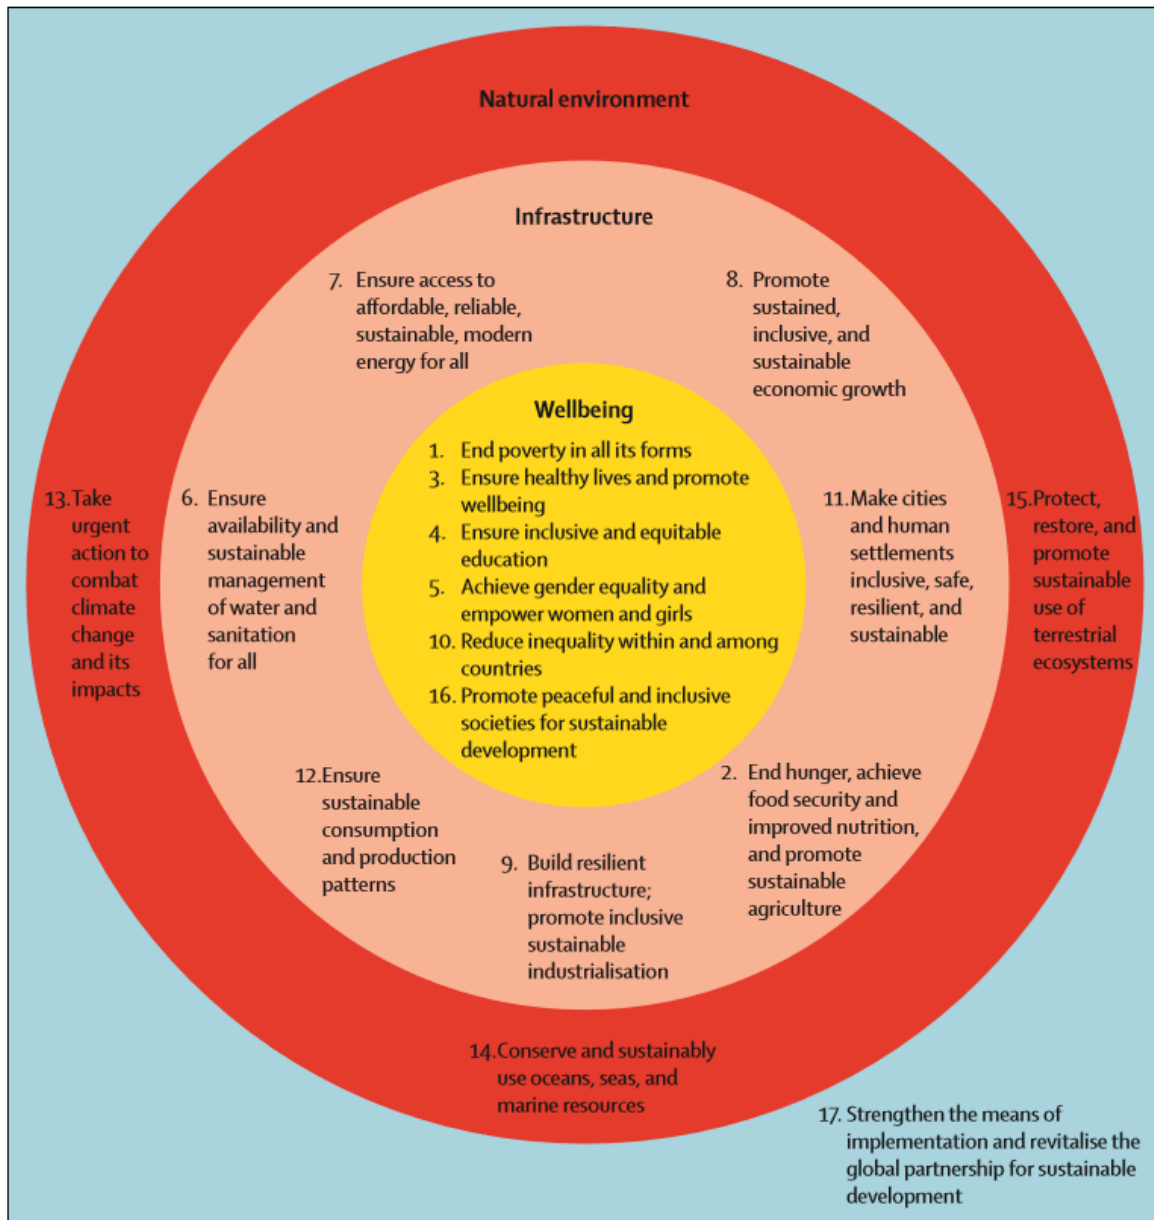 Natural environment
Infrastructure
7. Ensure access to
affordable, reliable,
sustainable, modern
energy for all
8. Promote
sustained,
inclusive, and
sustainable
economic growth
Wellbeing
1. End poverty in all its forms
3. Ensure healthy lives and promote
wellbeing
4. Ensure inclusive and equitable
education
5. Achieve gender equality and
empower women and girls
10. Reduce inequality within and among
countries
16. Promote peaceful and inclusive
societies for sustainable
development
13. Take
urgent
action to
combat
climate
change
and its
impacts
6. Ensure
availability and
sustainable
management
of water and
sanitation
for all
11. Make cities
and human
settlements
inclusive, safe,
resilient, and
sustainable
15. Protect,
restore, and
promote
sustainable
use of
terrestrial
ecosystems
12. Ensure
sustainable
consumption
and production
patterns
9. Build resilient
infrastructure;
promote inclusive
sustainable
industrialisation
2. End hunger, achieve
food security and
improved nutrition,
and promote
sustainable
agriculture
14. Conserve and sustainably
use oceans, seas, and
marine resources
17. Strengthen the means of
implementation and revitalise the
global partnership for sustainable
development